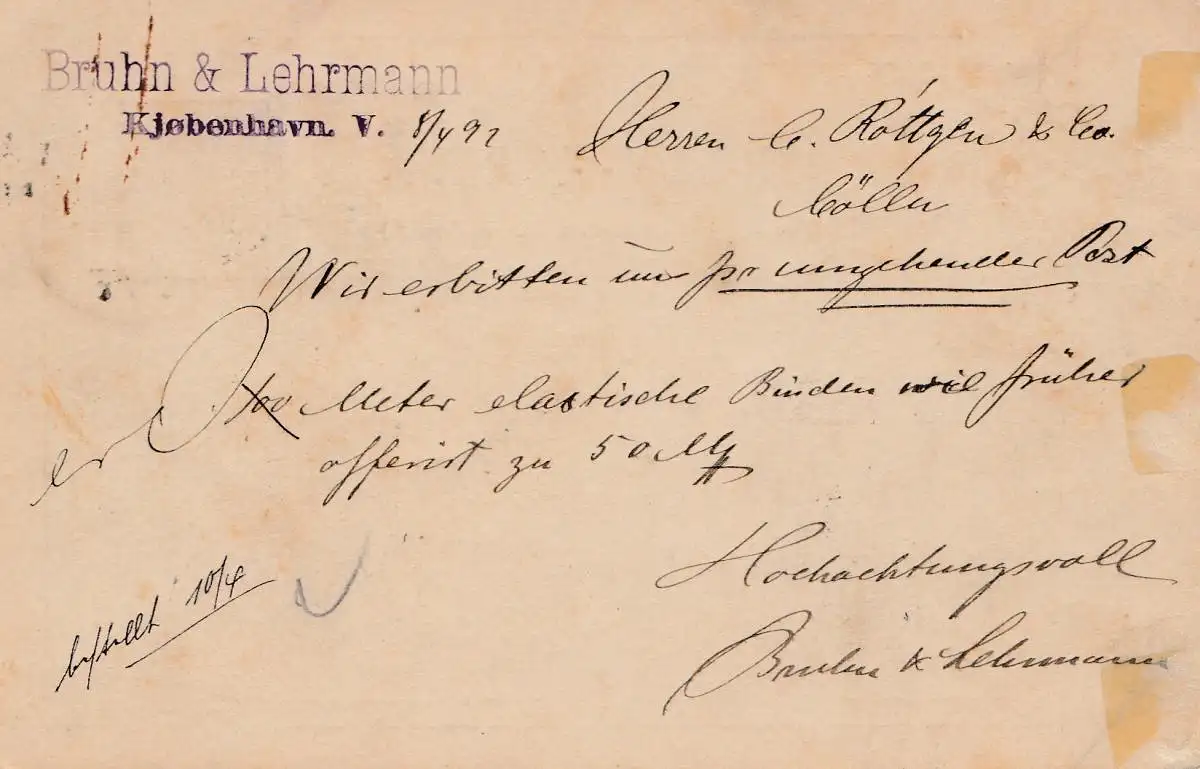 Bruhn & Lehrmann
Kjøbenhavn. V. 8/4 92
Herren C. Röttgen & Co.
Cölln
Wir erbitten uns pr umgehender Post
100 Meter elastische Binden wie früher
offerirt zu 50 M
Hochachtungsvoll
Bruhn & Lehrmann
bestellt 10/4